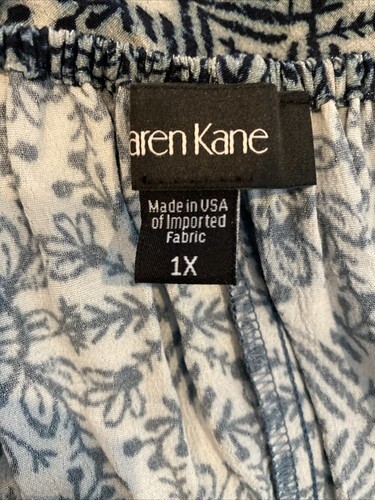 aren Kane
Made in USA
of Imported
Fabric
1X